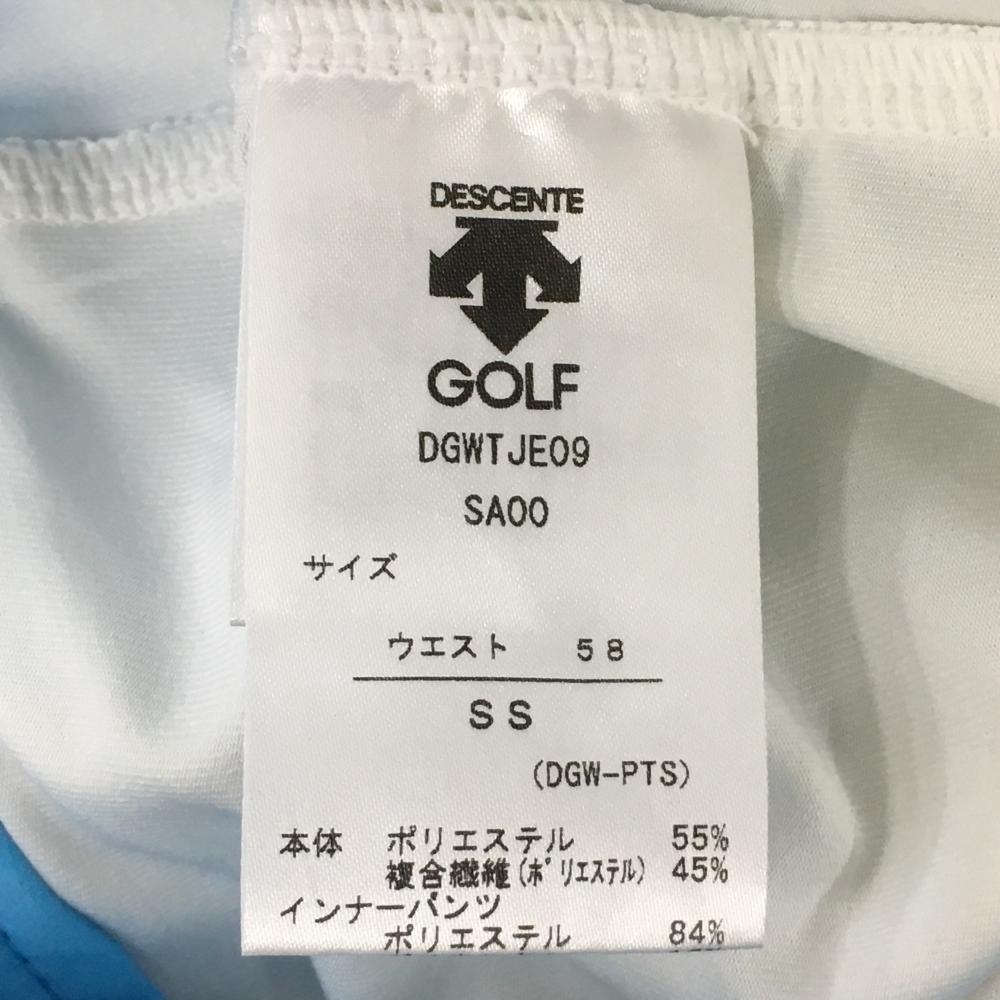 DESCENTE
GOLF
DGWTJE09
SA00
サイズ
ウエスト 58
SS
(DGW-PTS)
本体 ポリエステル 55%
複合繊維(ポリエステル) 45%
インナーパンツ
ポリエステル 84%